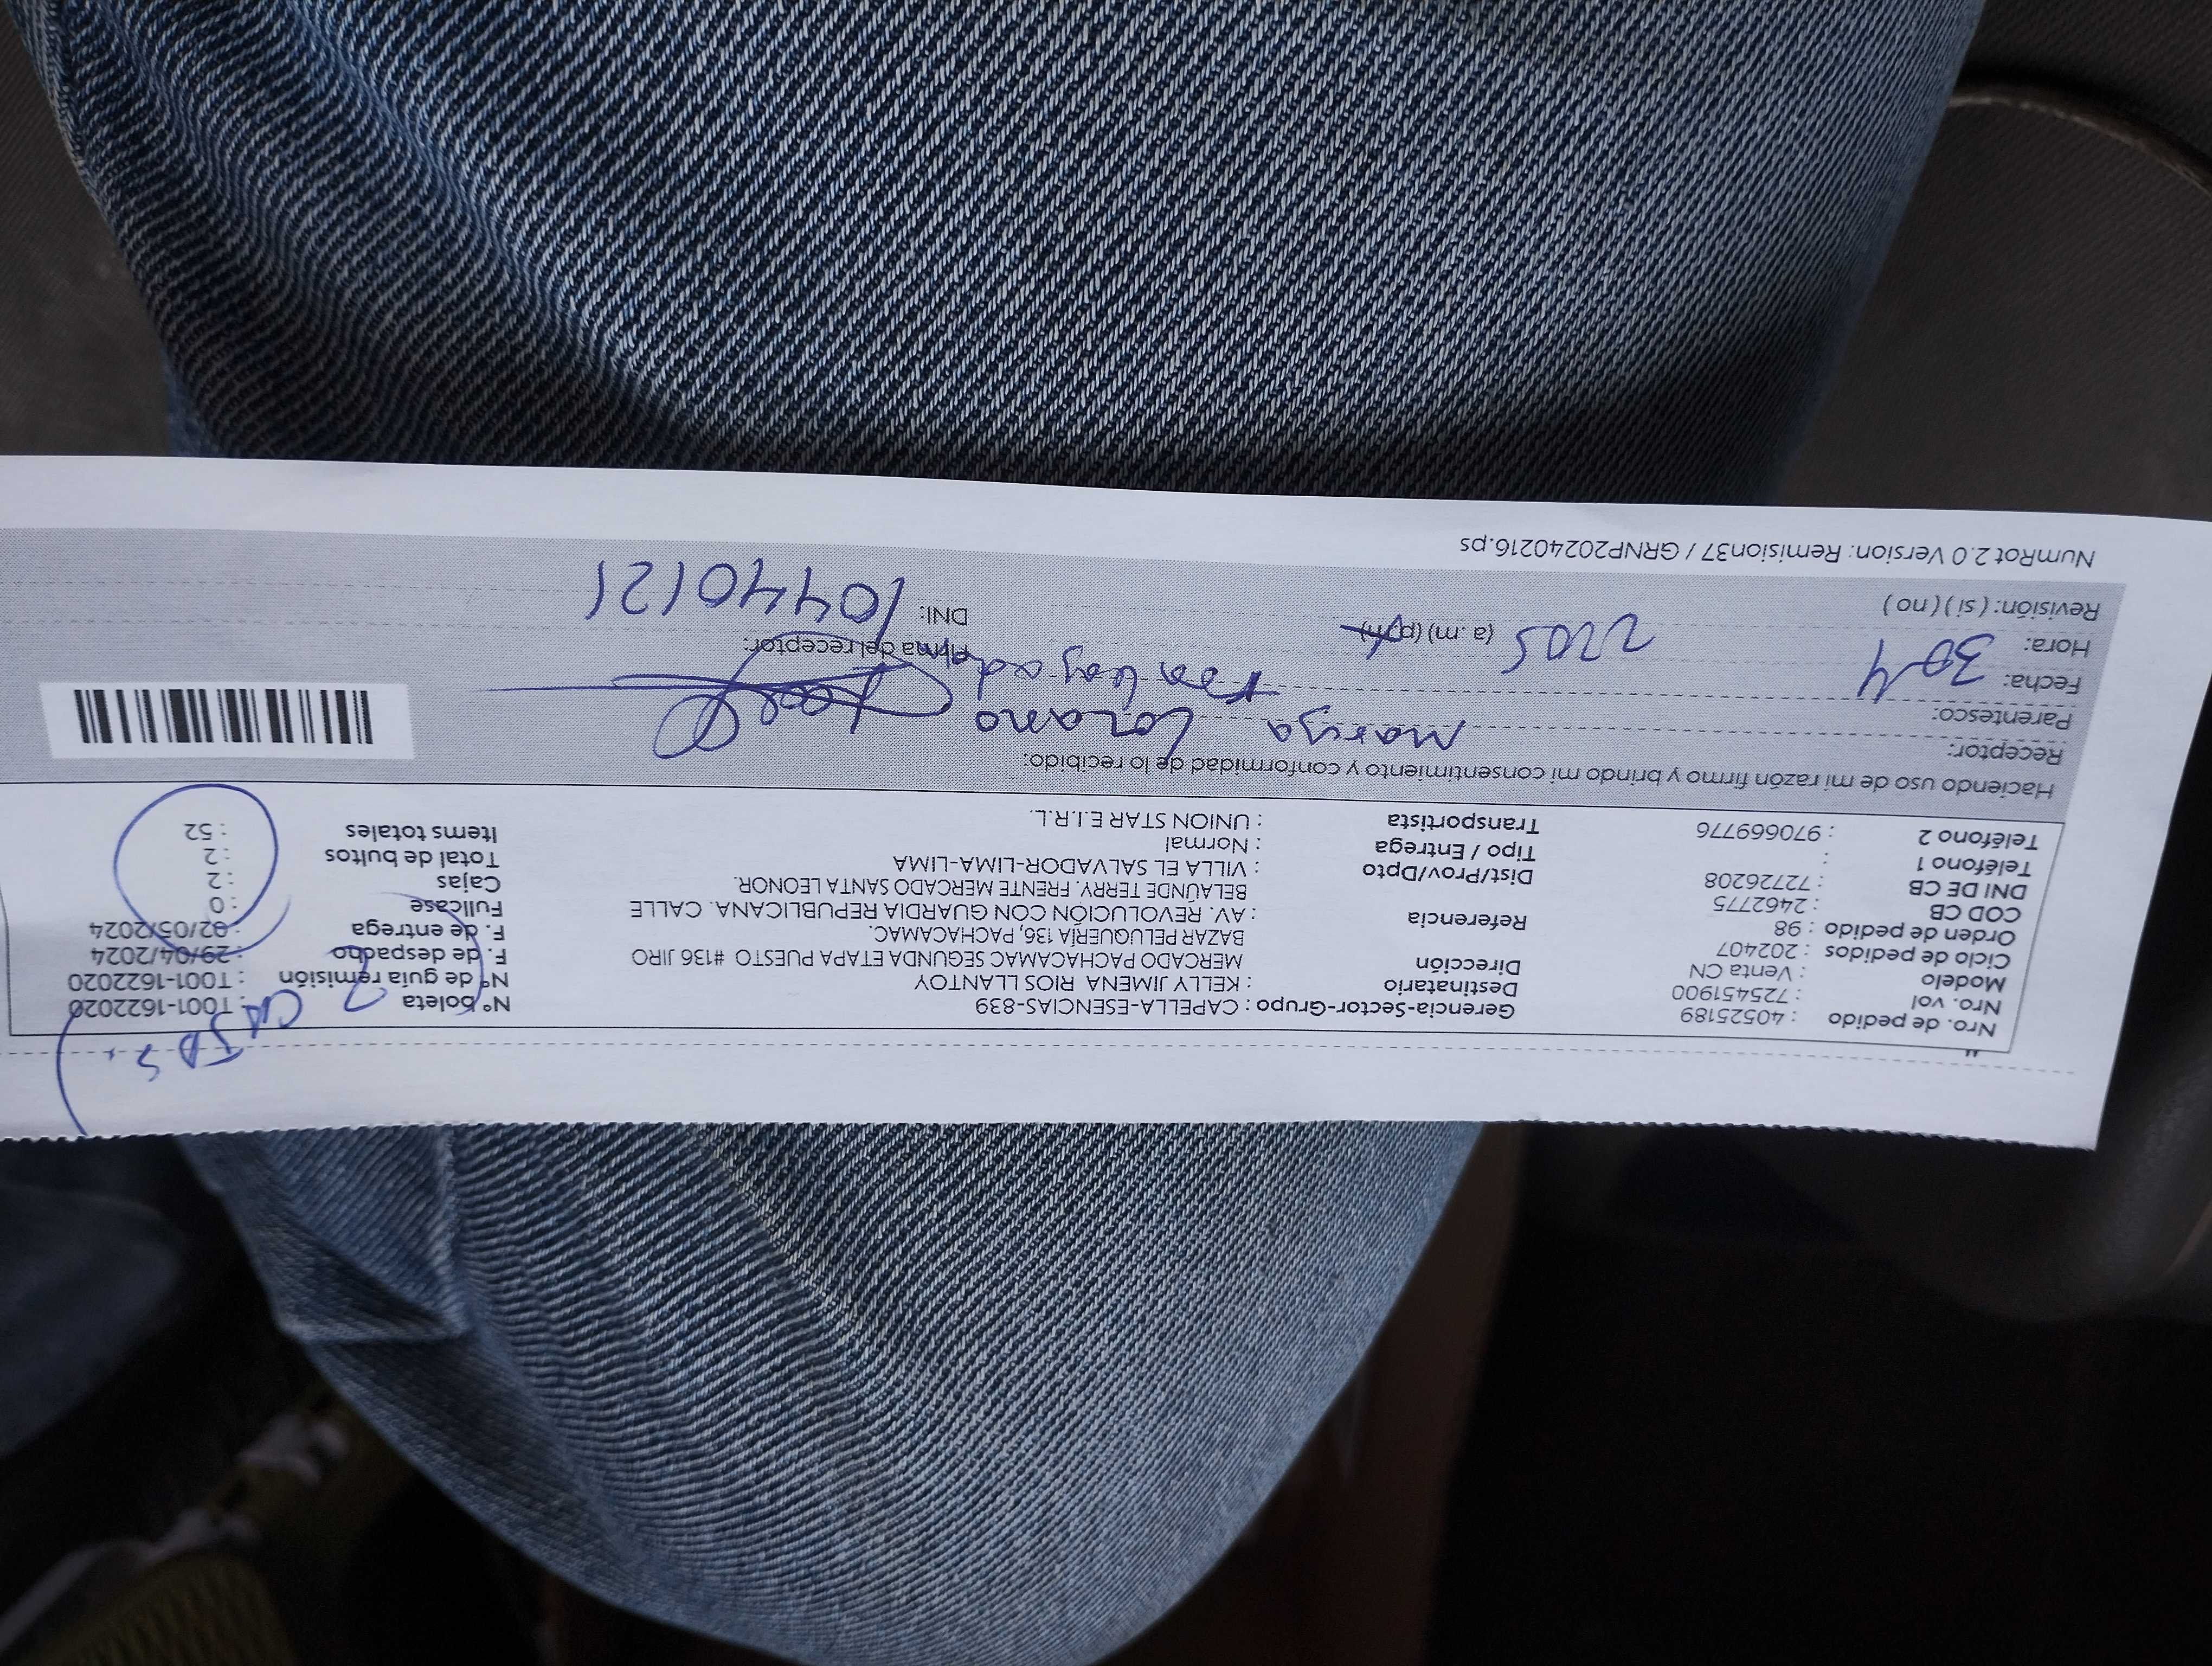 Nro. de pedido : 40525189
Nro. vol : 725451900
Modelo : Venta CN
Ciclo de pedidos : 202407
Orden de pedido : 98
COD CB : 2462775
DNI DE CB : 72726208
Teléfono 1 :
Teléfono 2 : 970669776
Gerencia-Sector-Grupo : CAPELLA-ESENCIAS-839
Destinatario : KELLY JIMENA RIOS LLANTOY
Dirección MERCADO PACHACAMAC SEGUNDA ETAPA PUESTO #136 JIRO
BAZAR PELUQUERÍA 136, PACHACAMAC.
Referencia : AV. REVOLUCIÓN CON GUARDIA REPUBLICANA. CALLE
BELAÚNDE TERRY. FRENTE MERCADO SANTA LEONOR.
Dist/Prov/Dpto : VILLA EL SALVADOR-LIMA-LIMA
Tipo / Entrega : Normal
Transportista : UNION STAR E.I.R.L.
N° boleta : T001-1622020
N° de guía remisión : T001-1622020
F. de despacho : 29/04/2024
F. de entrega : 02/05/2024
Fullcase : 0
Cajas : 2
Total de bultos : 2
Items totales : 52
Haciendo uso de mi razón firmo y brindo mi consentimiento y conformidad de lo recibido:
Receptor:
Parentesco:
Fecha: 30-4
Hora: 2205 (a .m) (p.m)
Revisión: ( si ) ( no )
Lozano
Firma del receptor:
DNI: 10440121
NumRot 2.0 Version: Remision37 / GRNP20240216.ps